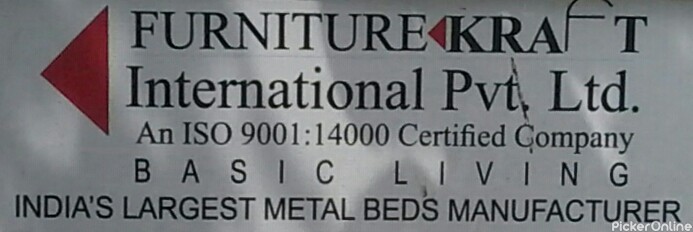 FURNITURE KRAFT
International Pvt. Ltd.
An ISO 9001:14000 Certified Company
BASIC LIVING
INDIA'S LARGEST METAL BEDS MANUFACTURER
PickerOnline